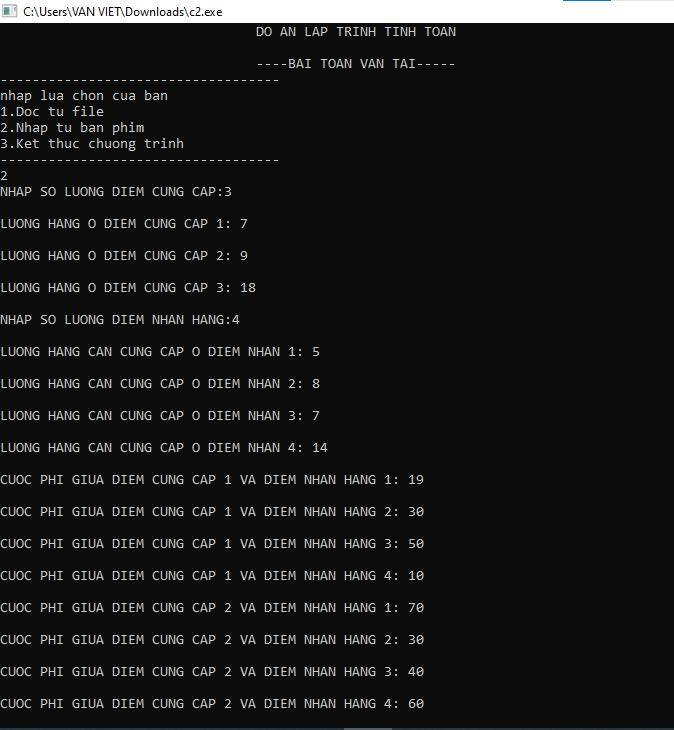 C:\Users\VAN VIET\Downloads\c2.exe
DO AN LAP TRINH TINH TOAN
----BAI TOAN VAN TAI-----
-----------------------------------
nhap lua chon cua ban
1.Doc tu file
2.Nhap tu ban phim
3.Ket thuc chuong trinh
-----------------------------------
2
NHAP SO LUONG DIEM CUNG CAP:3
LUONG HANG O DIEM CUNG CAP 1: 7
LUONG HANG O DIEM CUNG CAP 2: 9
LUONG HANG O DIEM CUNG CAP 3: 18
NHAP SO LUONG DIEM NHAN HANG:4
LUONG HANG CAN CUNG CAP O DIEM NHAN 1: 5
LUONG HANG CAN CUNG CAP O DIEM NHAN 2: 8
LUONG HANG CAN CUNG CAP O DIEM NHAN 3: 7
LUONG HANG CAN CUNG CAP O DIEM NHAN 4: 14
CUOC PHI GIUA DIEM CUNG CAP 1 VA DIEM NHAN HANG 1: 19
CUOC PHI GIUA DIEM CUNG CAP 1 VA DIEM NHAN HANG 2: 30
CUOC PHI GIUA DIEM CUNG CAP 1 VA DIEM NHAN HANG 3: 50
CUOC PHI GIUA DIEM CUNG CAP 1 VA DIEM NHAN HANG 4: 10
CUOC PHI GIUA DIEM CUNG CAP 2 VA DIEM NHAN HANG 1: 70
CUOC PHI GIUA DIEM CUNG CAP 2 VA DIEM NHAN HANG 2: 30
CUOC PHI GIUA DIEM CUNG CAP 2 VA DIEM NHAN HANG 3: 40
CUOC PHI GIUA DIEM CUNG CAP 2 VA DIEM NHAN HANG 4: 60